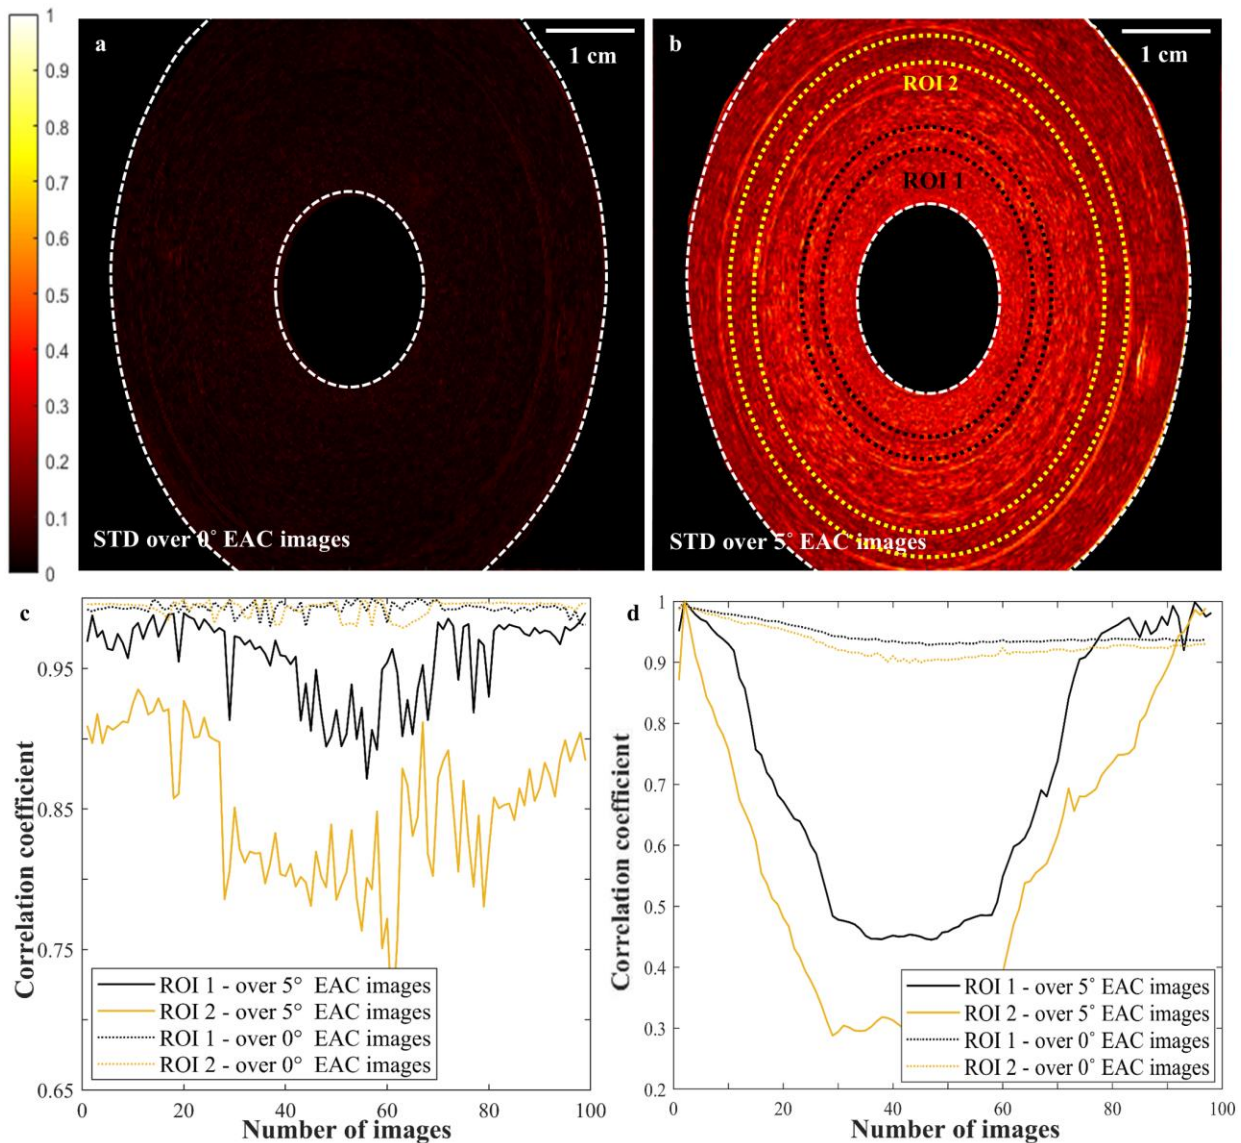 1
0.9
0.8
0.7
0.6
0.5
0.4
0.3
0.2
0.1
0
a
1 cm
STD over 0° EAC images
b
1 cm
ROI 2
ROI 1
STD over 5° EAC images
c
0.95
0.85
0.75
0.65
Correlation coefficient
ROI 1 - over 5° EAC images
ROI 2 - over 5° EAC images
ROI 1 - over 0° EAC images
ROI 2 - over 0° EAC images
0 20 40 60 80 100
Number of images
d
1
0.9
0.8
0.7
0.6
0.5
0.4
0.3
0.2
Correlation coefficient
ROI 1 - over 5° EAC images
ROI 2 - over 5° EAC images
ROI 1 - over 0° EAC images
ROI 2 - over 0° EAC images
0 20 40 60 80 100
Number of images